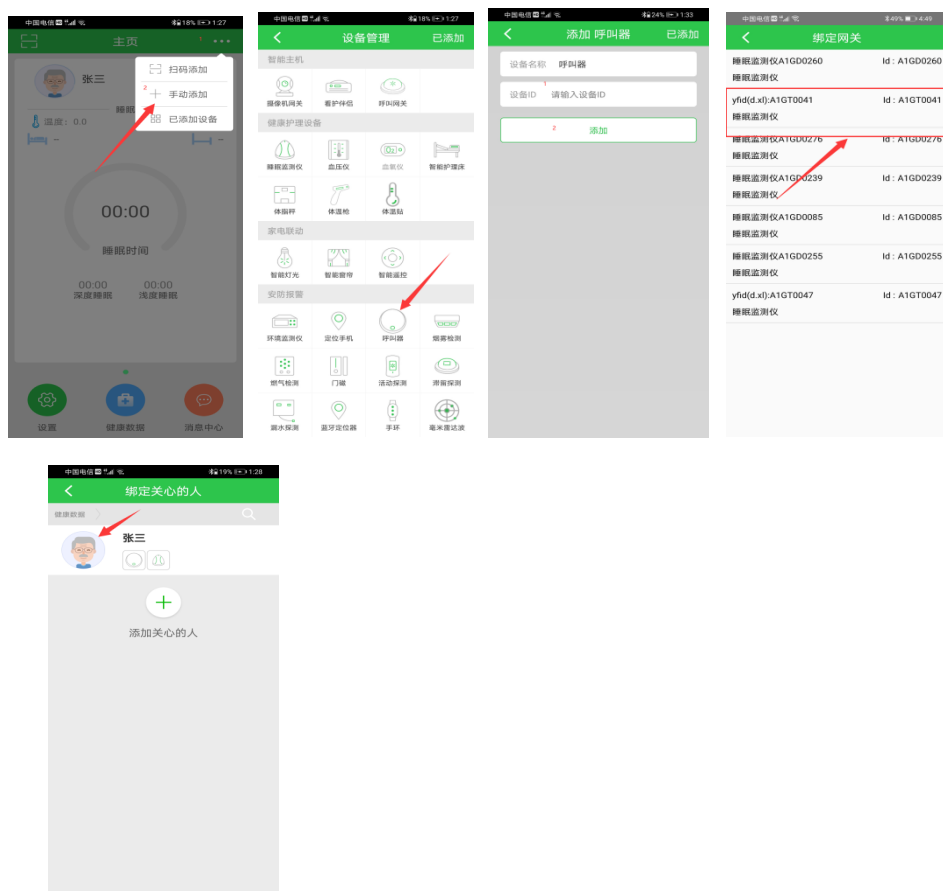 中国电信 HD 18% 1:27
主页 1
张三
扫码添加
2 手动添加
已添加设备
睡眠
温度：0.0
00:00
睡眠时间
00:00 00:00
深度睡眠 浅度睡眠
设置 健康数据 消息中心
中国电信 HD 18% 1:27
设备管理 已添加
智能主机
摄像机网关 看护伴侣 呼叫网关
健康护理设备
睡眠监测仪 血压仪 血氧仪 智能护理床
体脂秤 体温枪 体温贴
家电联动
智能灯光 智能窗帘 智能遥控
安防报警
环境监测仪 定位手机 呼叫器 烟雾检测
燃气检测 门磁 活动探测 滞留探测
漏水探测 蓝牙定位器 手环 毫米雷达波
中国电信 HD 24% 1:33
添加 呼叫器 已添加
设备名称 呼叫器
设备ID 1 请输入设备ID
2 添加
中国电信 HD 49% 4:49
绑定网关
睡眠监测仪A1GD0260 Id : A1GD0260
睡眠监测仪
yfid(d.xl):A1GT0041 Id : A1GT0041
睡眠监测仪
睡眠监测仪A1GD0276 Id : A1GD0276
睡眠监测仪
睡眠监测仪A1GD0239 Id : A1GD0239
睡眠监测仪
睡眠监测仪A1GD0085 Id : A1GD0085
睡眠监测仪
睡眠监测仪A1GD0255 Id : A1GD0255
睡眠监测仪
yfid(d.xl):A1GT0047 Id : A1GT0047
睡眠监测仪
中国电信 HD 19% 1:28
绑定关心的人
健康数据
张三
添加关心的人